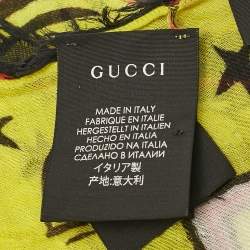 GUCCI
MADE IN ITALY
FABRIQUE EN ITALIE
HERGESTELLT IN ITALIEN
HECHO EN ITALIA
PRODUZIDO NA ITALIA
СДЕЛАНО В ИТАЛИИ
イタリア製
产地:意大利